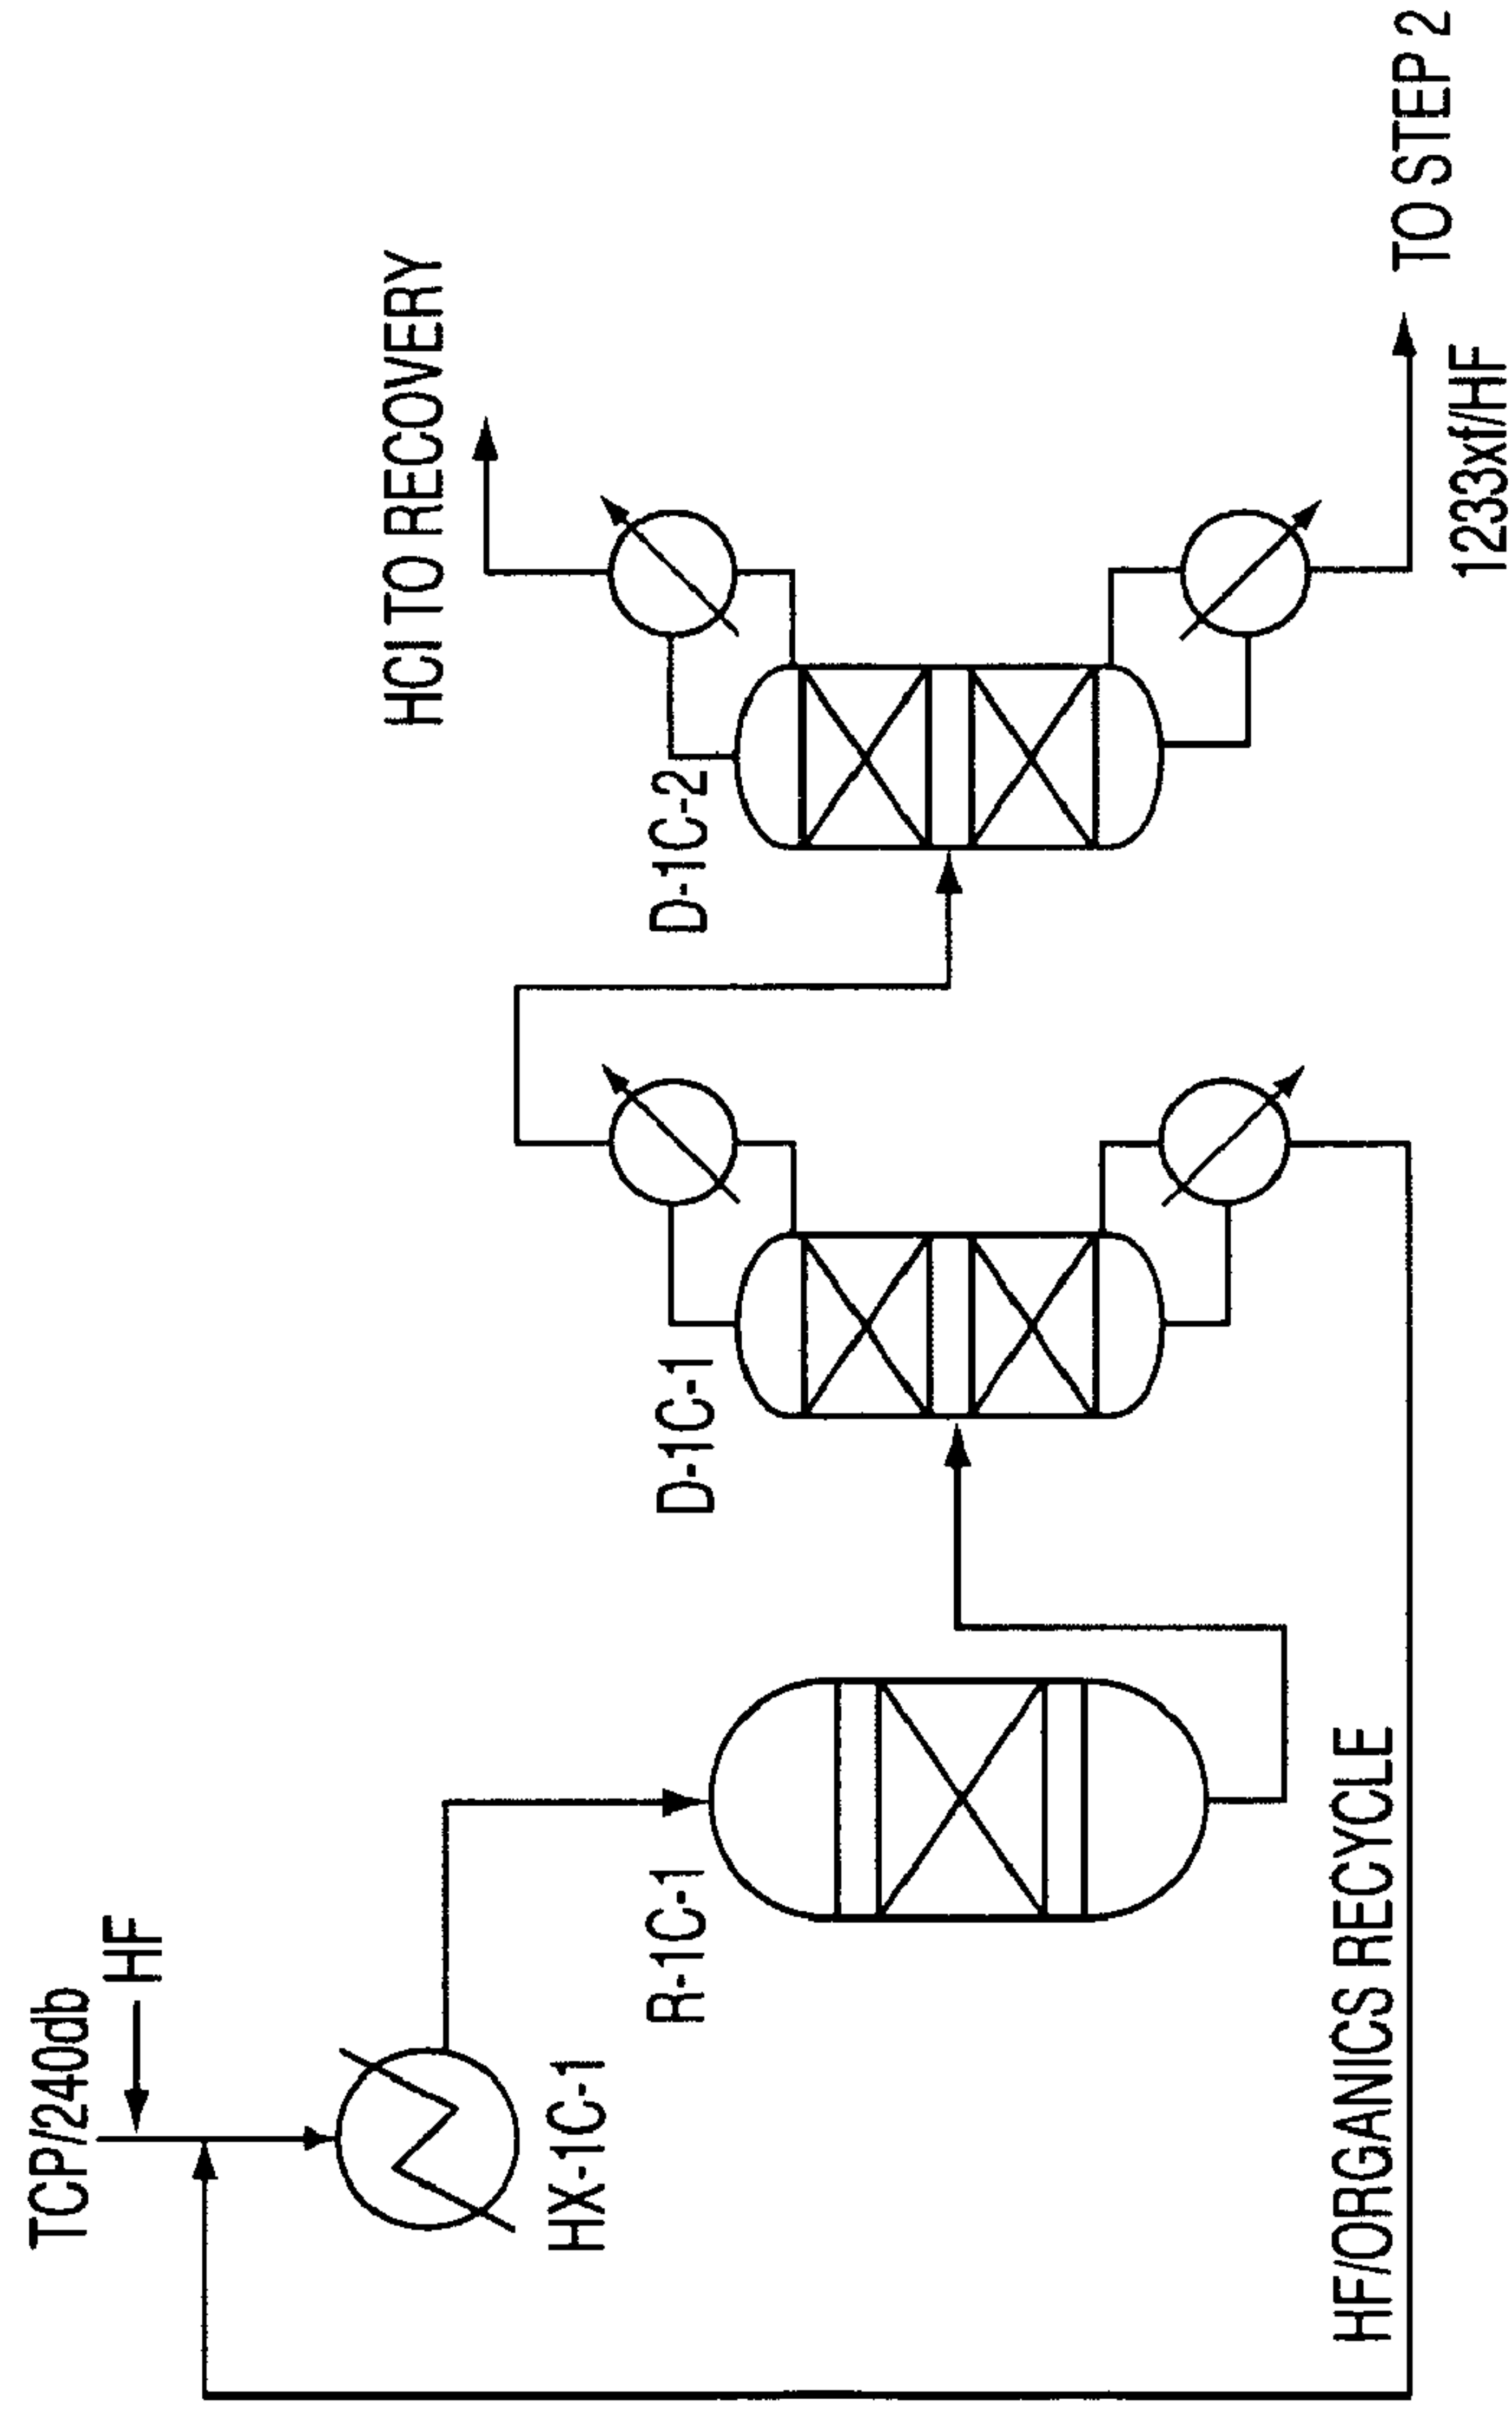 TCP/240db
HF
HX-1C-1
R-1C-1
D-1C-1
D-1C-2
HCl TO RECOVERY
HF/ORGANICS RECYCLE
1233xf/HF
TO STEP 2